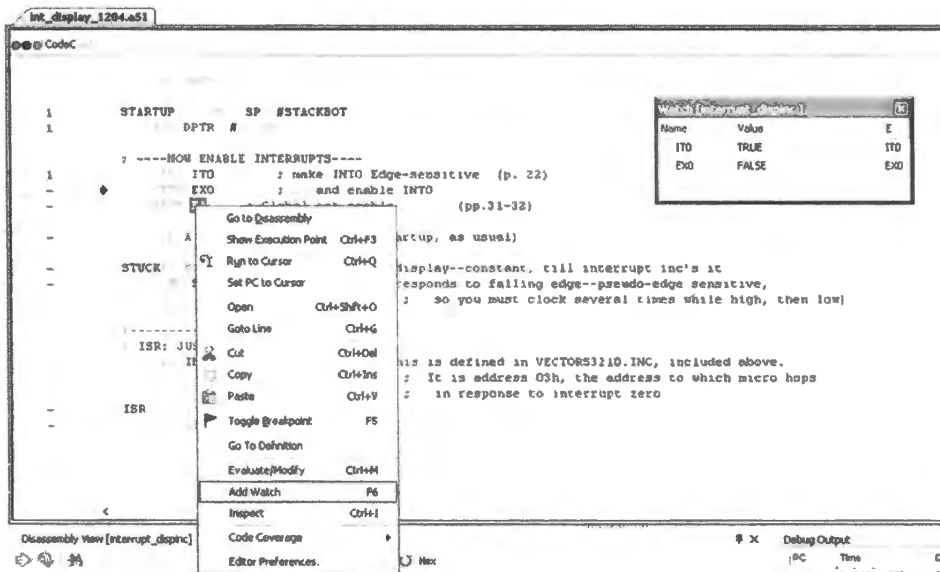 int_display_1204.a51
CodeC
1 STARTUP SP #STACKBOT
1 DPTR #
; ----NOW ENABLE INTERRUPTS----
1 IT0 ; make INT0 Edge-sensitive (p. 22)
- EX0 ; and enable INT0
- (pp.31-32)
artup, as usual)
- STUCK display--constant, till interrupt inc's it
- responds to falling edge--pseudo-edge sensitive,
; so you must clock several times while high, then low)
ISR: JUS
his is defined in VECTORS3210.INC, included above.
; It is address 03h, the address to which micro hops
; in response to interrupt zero
- ISR
-
Name Value E
IT0 TRUE IT0
EX0 FALSE EX0
Go to Disassembly
Show Execution Point Ctrl+F3
Run to Cursor Ctrl+Q
Set PC to Cursor
Open Ctrl+Shift+O
Goto Line Ctrl+G
Cut Ctrl+Del
Copy Ctrl+Ins
Paste Ctrl+V
Toggle Breakpoint F5
Go To Definition
Evaluate/Modify Ctrl+M
Add Watch F6
Inspect Ctrl+I
Code Coverage
Editor Preferences.
Disassembly View [interrupt_dispinc]
Hex
Debug Output
PC Time